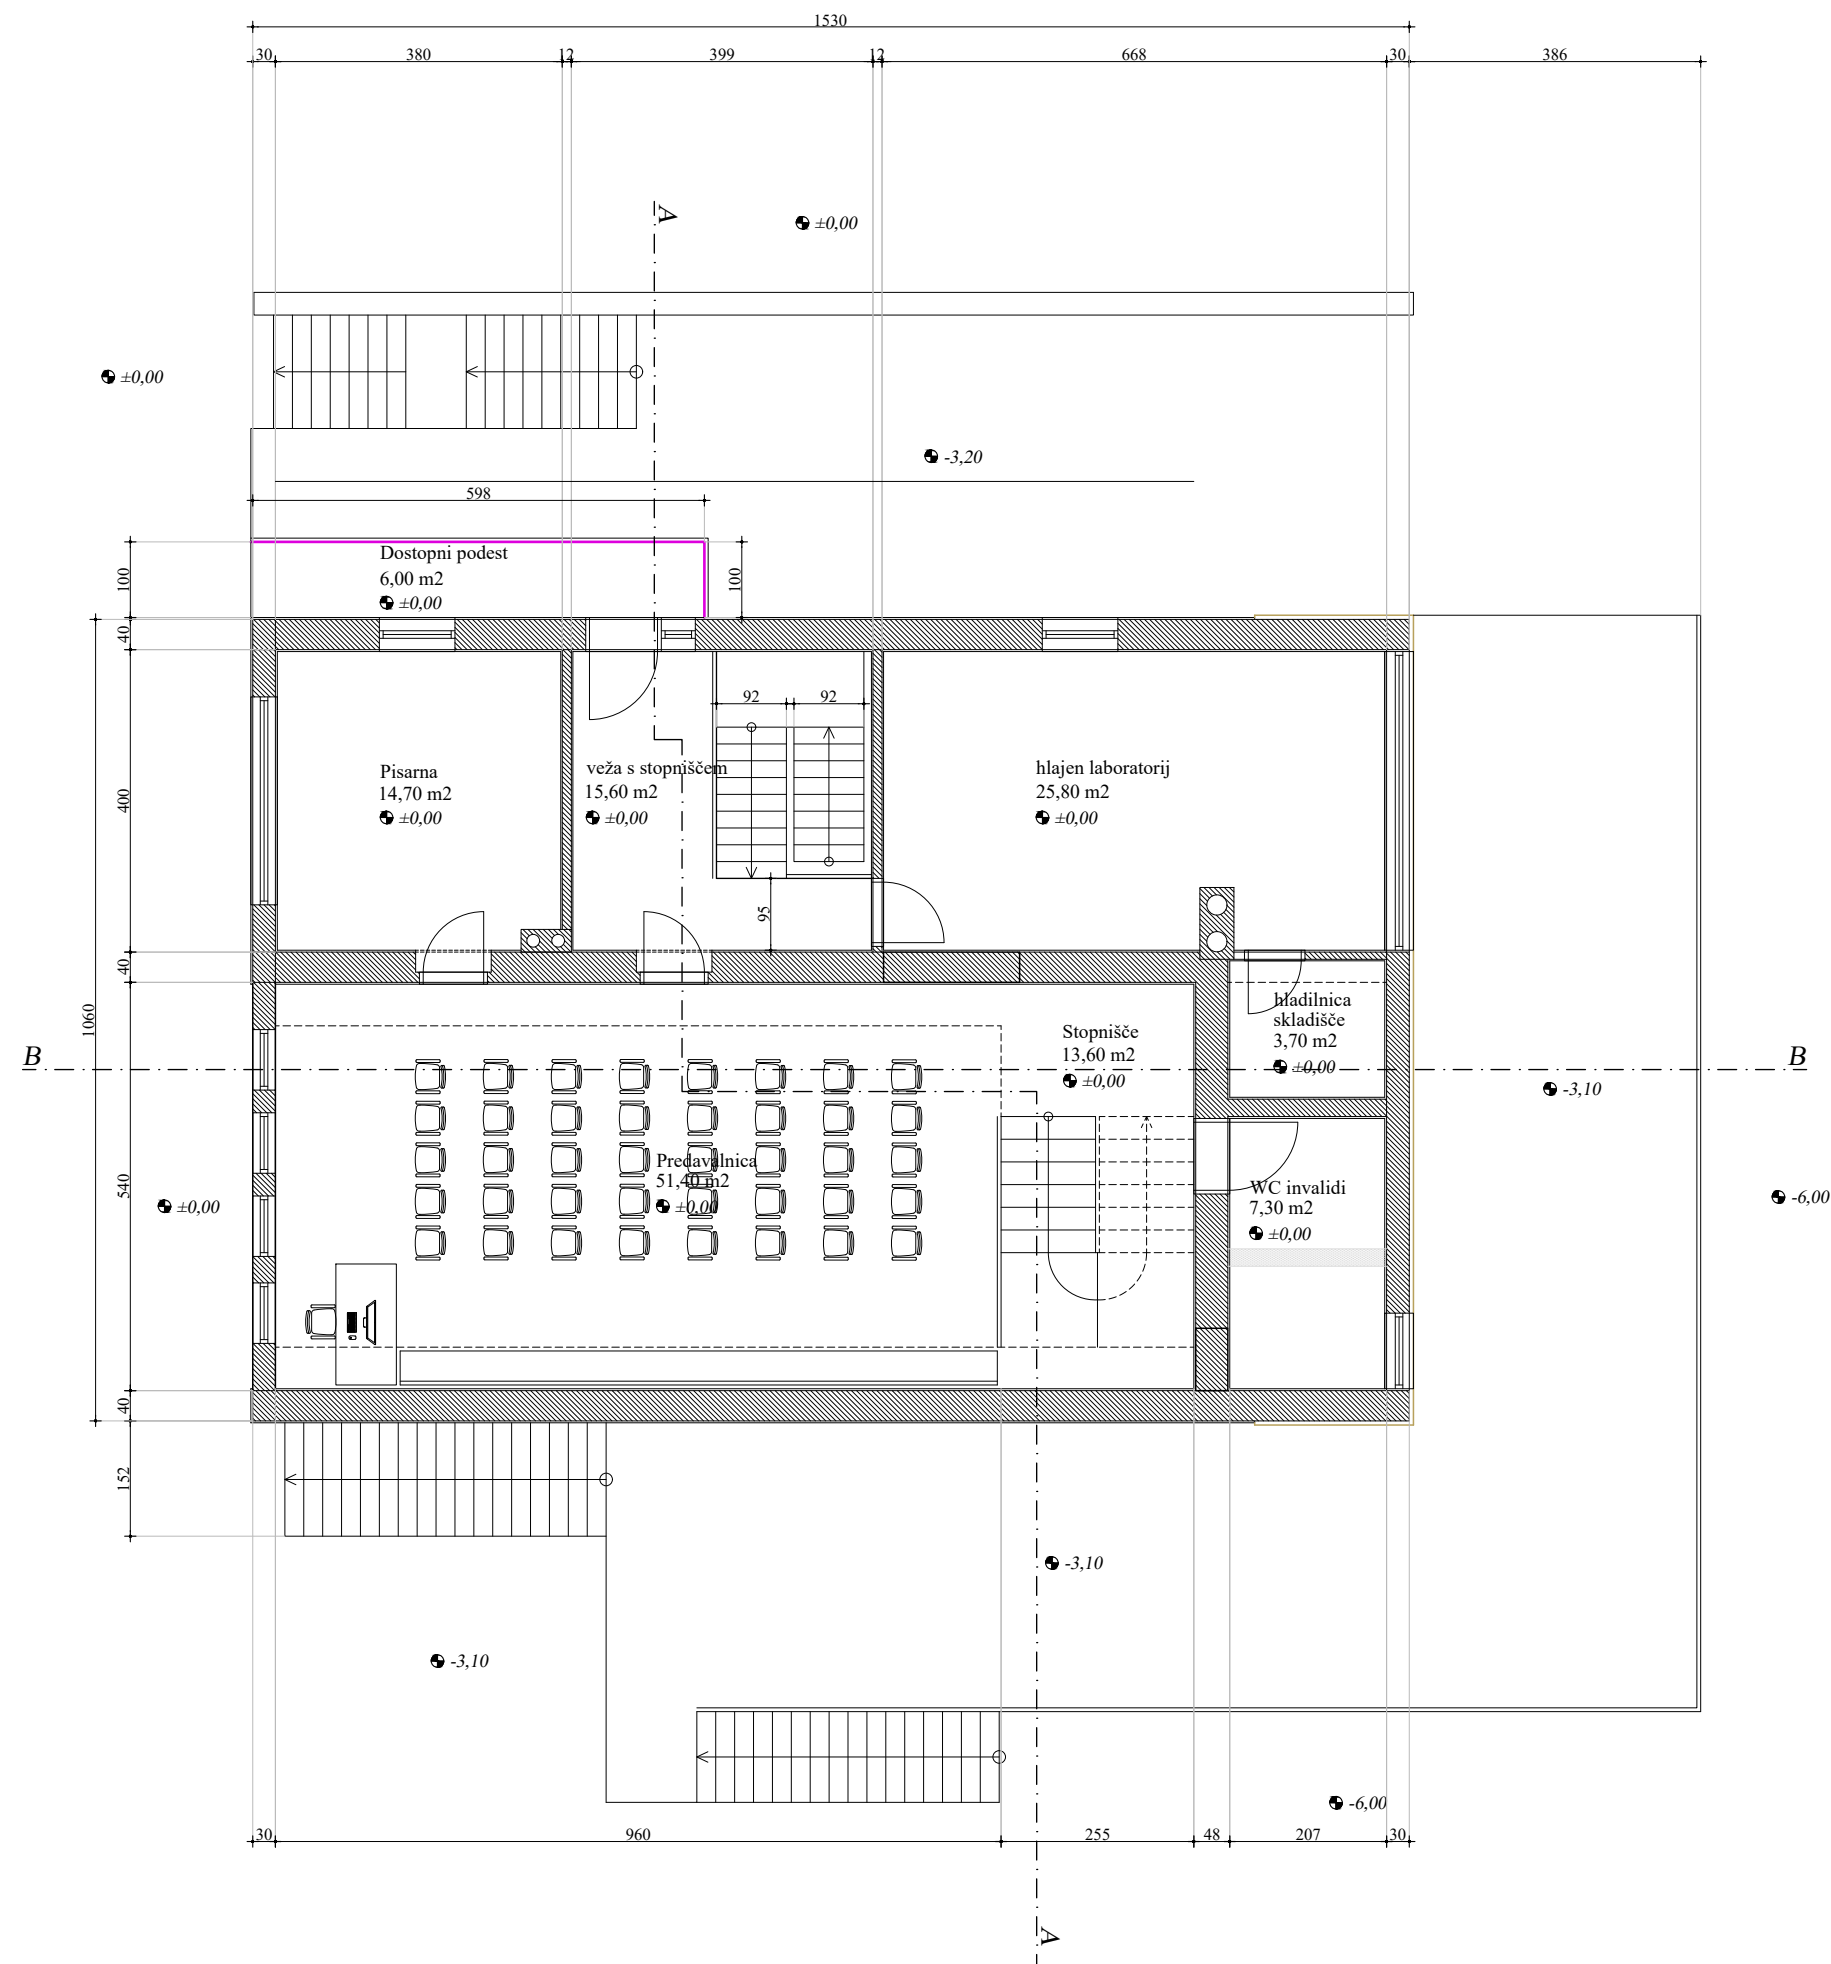 1530
30 380 12 399 12 668 30 386
A
±0,00
±0,00
-3,20
598
Dostopni podest
6,00 m2
±0,00
100
100
40
400
40
1060
540
40
152
92 92
95
Pisarna
14,70 m2
±0,00
veža s stopniščem
15,60 m2
±0,00
hlajen laboratorij
25,80 m2
±0,00
hladilnica
skladišče
3,70 m2
±0,00
Stopnišče
13,60 m2
±0,00
B
B
-3,10
Predavalnica
51,40 m2
±0,00
WC invalidi
7,30 m2
±0,00
±0,00
-6,00
-3,10
-3,10
-6,00
30 960 255 48 207 30
A